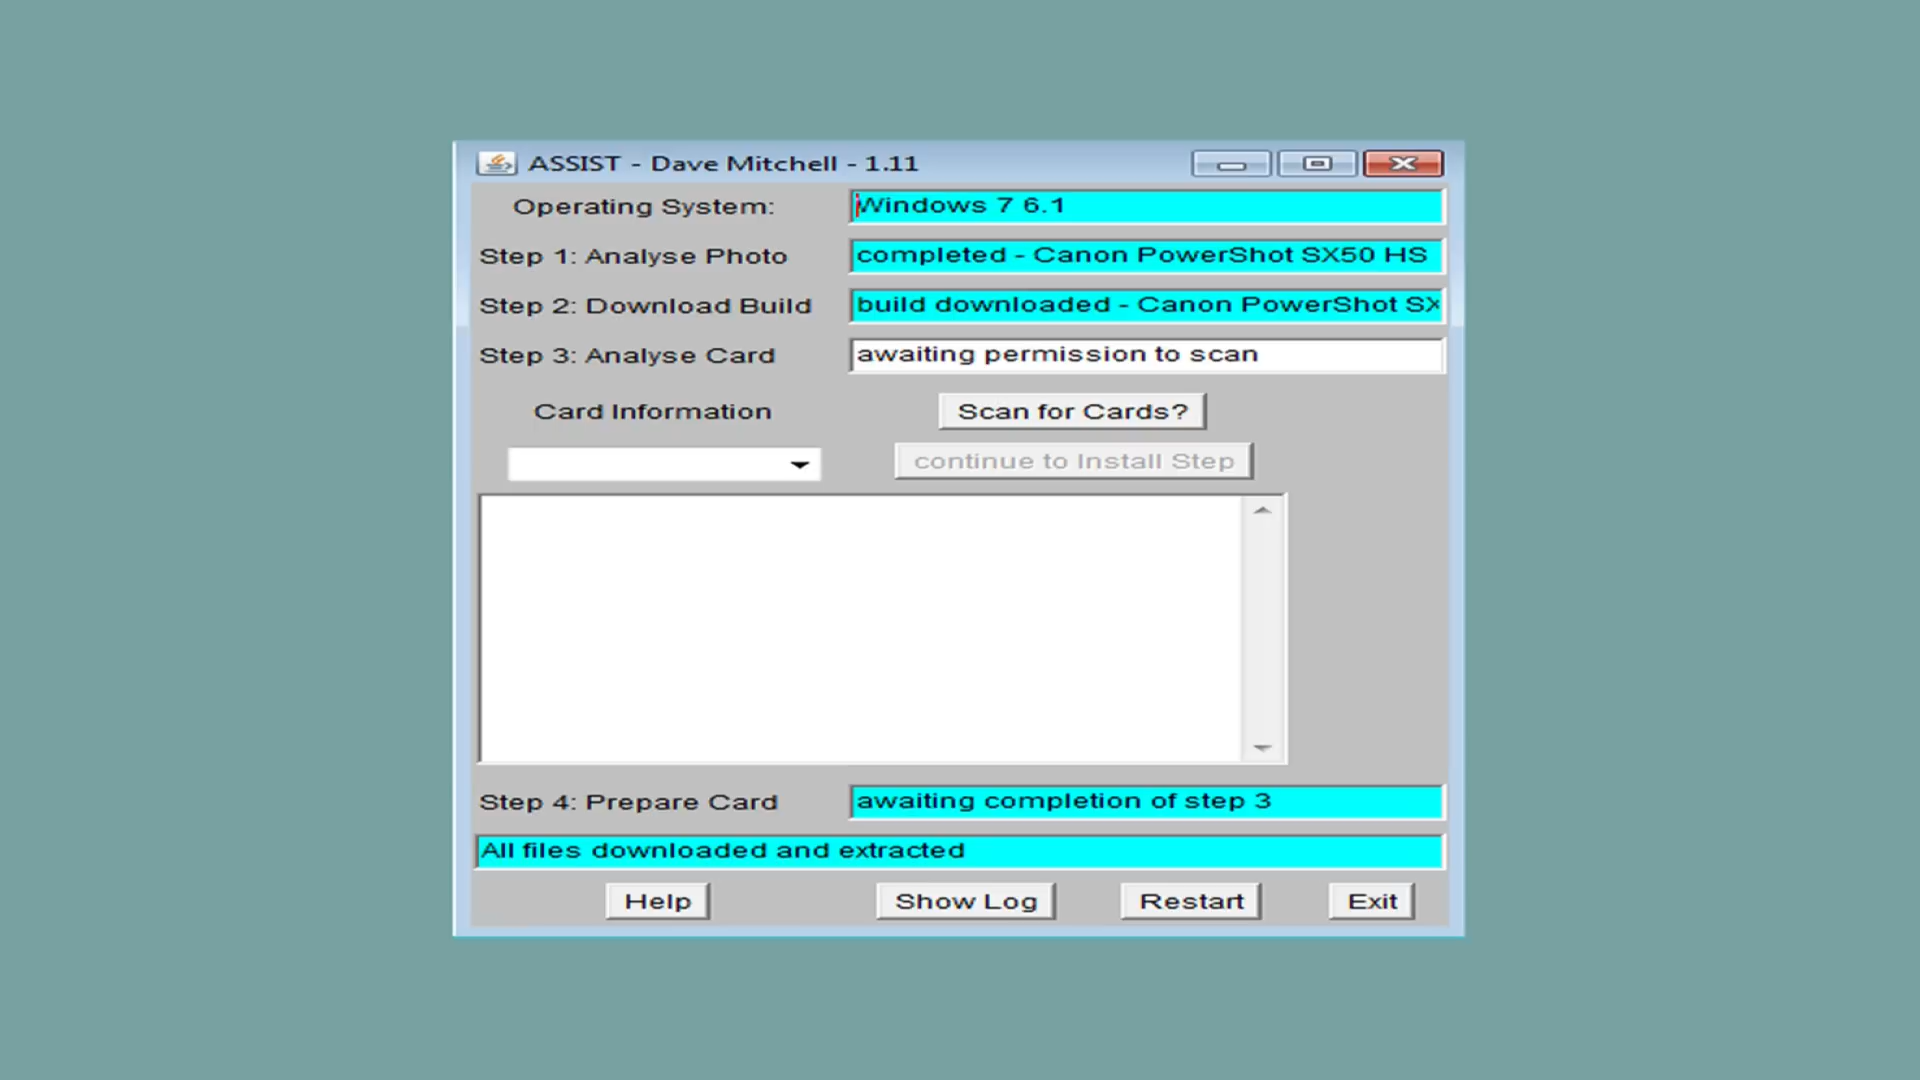 ASSIST - Dave Mitchell - 1.11
Operating System: Windows 7 6.1
Step 1: Analyse Photo completed - Canon PowerShot SX50 HS
Step 2: Download Build build downloaded - Canon PowerShot SX
Step 3: Analyse Card awaiting permission to scan
Card Information Scan for Cards?
continue to Install Step
Step 4: Prepare Card awaiting completion of step 3
All files downloaded and extracted
Help Show Log Restart Exit